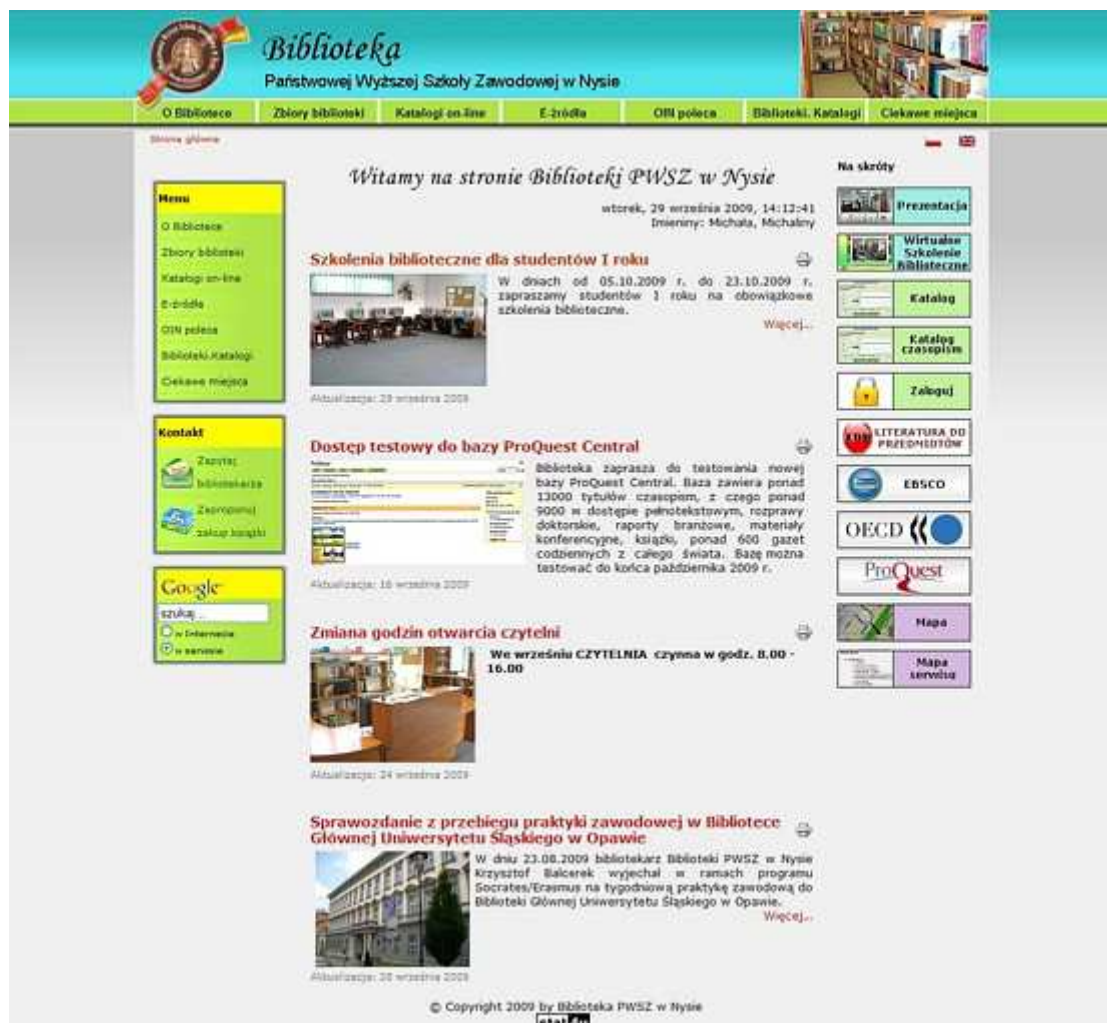 Biblioteka
Państwowej Wyższej Szkoły Zawodowej w Nysie
O Bibliotece
Zbiory biblioteki
Katalogi on-line
E-źródła
OIN poleca
Biblioteki. Katalogi
Ciekawe miejsca
Strona główna
Menu
O Bibliotece
Zbiory biblioteki
Katalogi on-line
E-źródła
OIN poleca
Biblioteki.Katalogi
Ciekawe miejsca
Kontakt
Zapytaj
bibliotekarza
Zaproponuj
zakup książki
Google
szukaj...
w Internecie
w serwisie
Witamy na stronie Biblioteki PWSZ w Nysie
wtorek, 29 września 2009, 14:12:41
Imieniny: Michała, Michaliny
Szkolenia biblioteczne dla studentów I roku
W dniach od 05.10.2009 r. do 23.10.2009 r.
zapraszamy studentów I roku na obowiązkowe
szkolenia biblioteczne.
Więcej...
Aktualizacja: 29 września 2009
Dostęp testowy do bazy ProQuest Central
Biblioteka zaprasza do testowania nowej
bazy ProQuest Central. Baza zawiera ponad
13000 tytułów czasopism, z czego ponad
9000 w dostępie pełnotekstowym, rozprawy
doktorskie, raporty branżowe, materiały
konferencyjne, książki, ponad 600 gazet
codziennych z całego świata. Bazę można
testować do końca października 2009 r.
Aktualizacja: 16 września 2009
Zmiana godzin otwarcia czytelni
We wrześniu CZYTELNIA czynna w godz. 8.00 -
16.00
Aktualizacja: 24 września 2009
Sprawozdanie z przebiegu praktyki zawodowej w Bibliotece
Głównej Uniwersytetu Śląskiego w Opawie
W dniu 23.08.2009 bibliotekarz Biblioteki PWSZ w Nysie
Krzysztof Balcerek wyjechał w ramach programu
Socrates/Erasmus na tygodniową praktykę zawodową do
Biblioteki Głównej Uniwersytetu Śląskiego w Opawie.
Więcej...
Aktualizacja: września 2009
© Copyright 2009 by Biblioteka PWSZ w Nysie
Na skróty
Prezentacja
Wirtualne
Szkolenie
Biblioteczne
Katalog
Katalog
czasopism
Zaloguj
LITERATURA DO
PRZEDMIOTÓW
EBSCO
OECD
ProQuest
Mapa
Mapa
serwisu